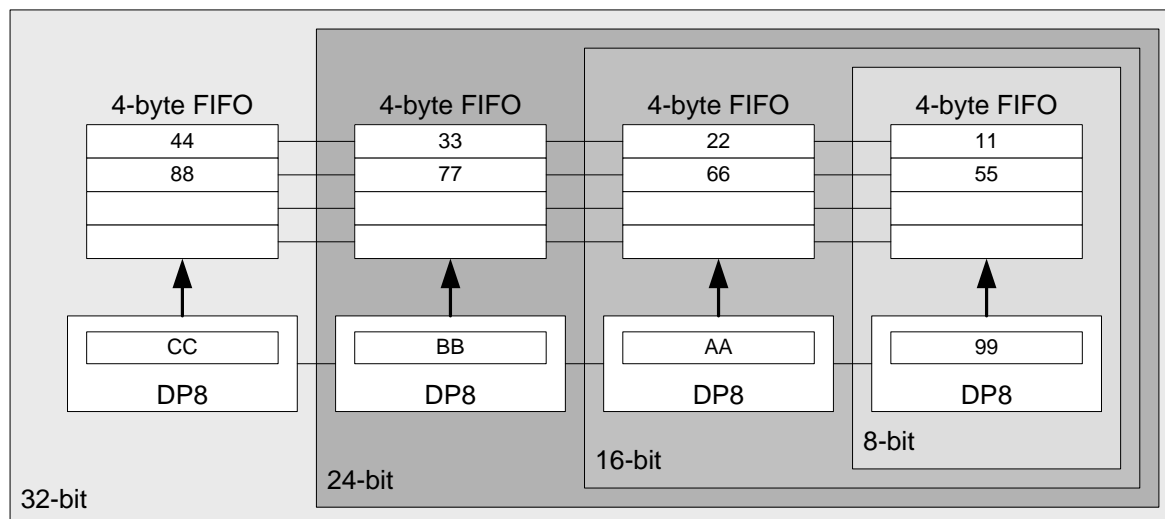 4-byte FIFO 4-byte FIFO 4-byte FIFO 4-byte FIFO
44 33 22 11
88 77 66 55
CC BB AA 99
DP8 DP8 DP8 DP8
8-bit
16-bit
24-bit
32-bit